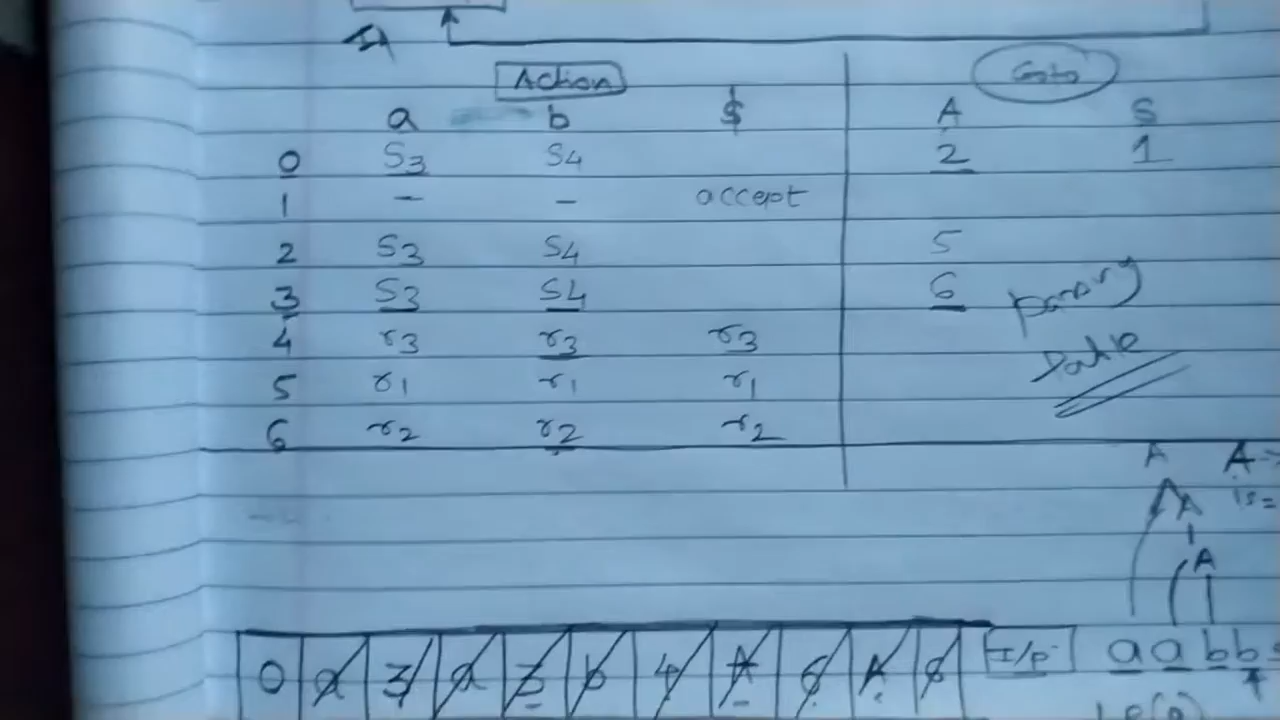 Action Goto
a b $ A S
0 S3 S4 2 1
1 – – accept
2 S3 S4 5
3 S3 S4 6
4 r3 r3 r3
5 r1 r1 r1
6 r2 r2 r2
parsing
table
A A→
A
A
0 a 3 a 3 b 4 A 6 A 6 I/p a a b b